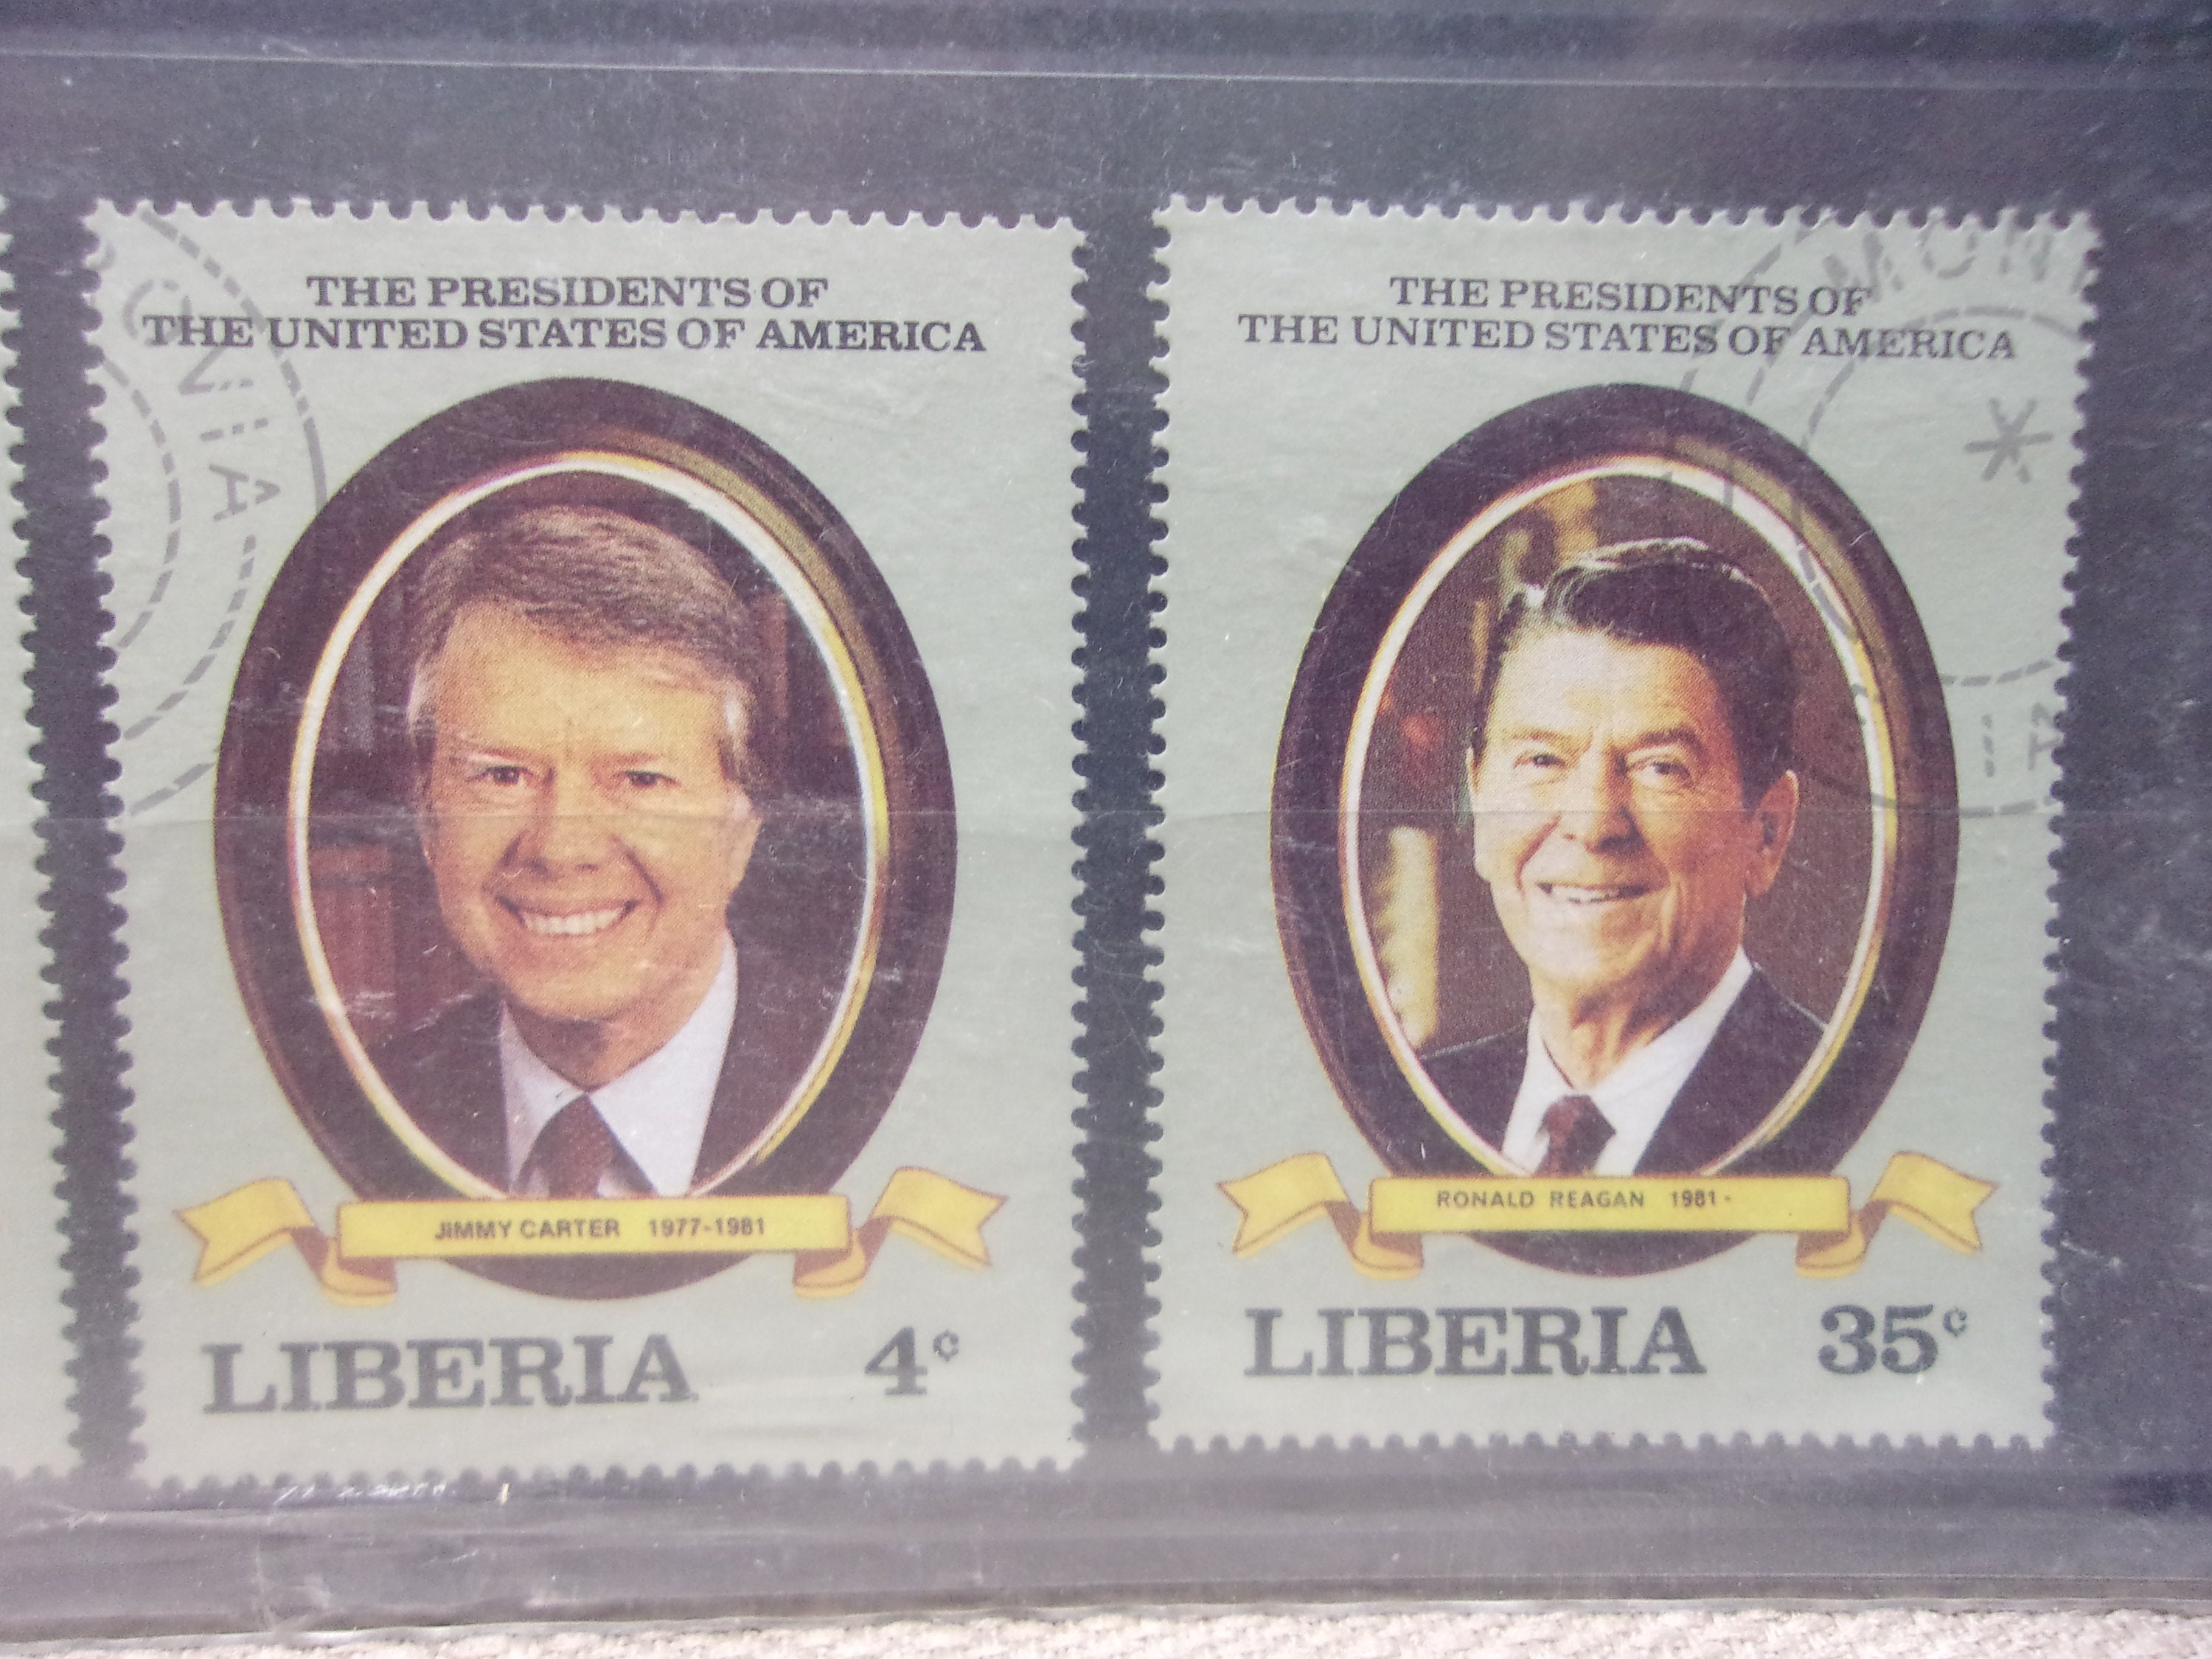 THE PRESIDENTS OF
THE UNITED STATES OF AMERICA
JIMMY CARTER 1977-1981
LIBERIA 4¢
THE PRESIDENTS OF
THE UNITED STATES OF AMERICA
RONALD REAGAN 1981-
LIBERIA 35¢